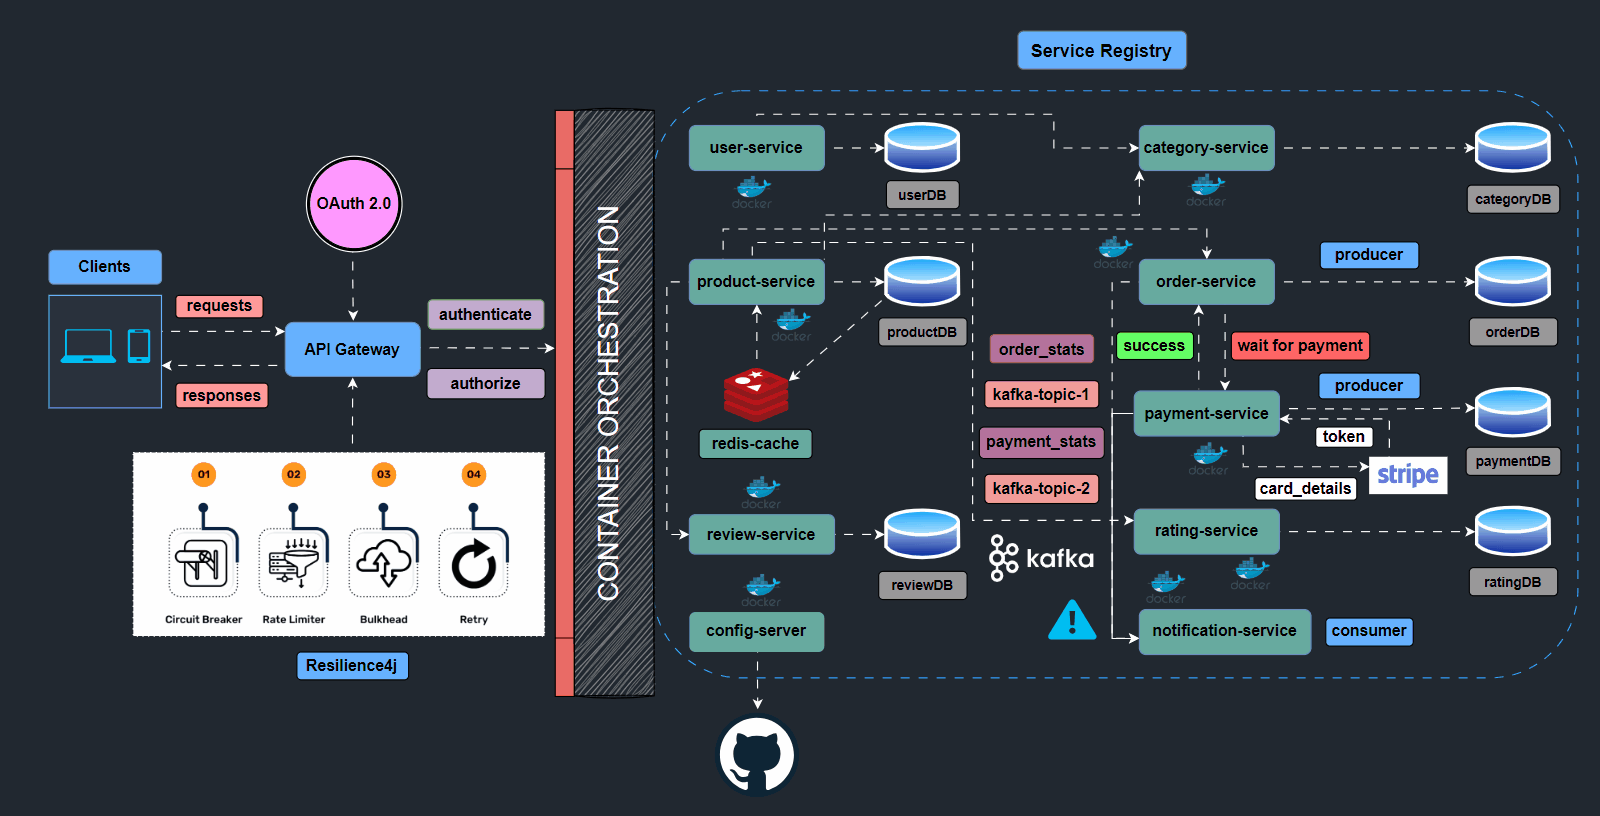 Service Registry
user-service
category-service
docker
userDB
docker
categoryDB
OAuth 2.0
CONTAINER ORCHESTRATION
Clients
requests
responses
API Gateway
authenticate
authorize
product-service
docker
productDB
docker
order-service
producer
orderDB
order_stats
success
wait for payment
kafka-topic-1
payment_stats
kafka-topic-2
redis-cache
payment-service
producer
token
stripe
card_details
paymentDB
docker
docker
review-service
reviewDB
kafka
rating-service
ratingDB
docker
docker
docker
config-server
notification-service
consumer
01
02
03
04
Circuit Breaker
Rate Limiter
Bulkhead
Retry
Resilience4j